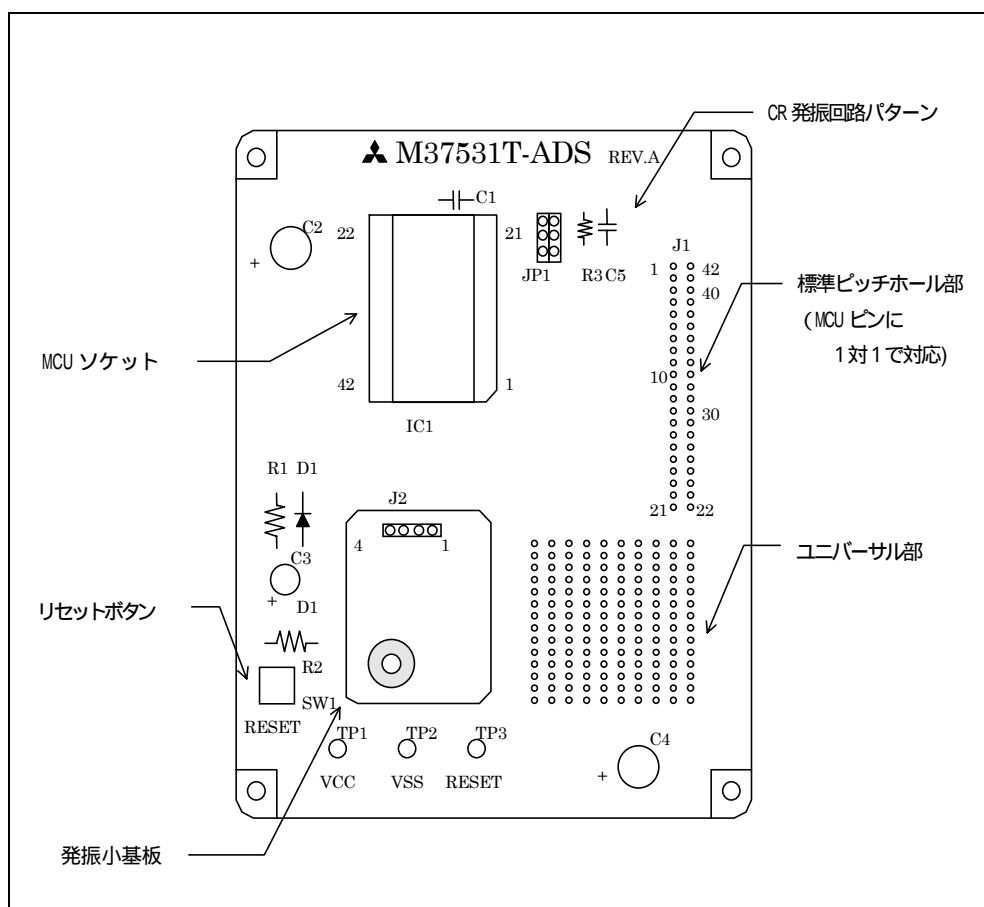 CR 発振回路パターン
M37531T-ADS REV.A
C1
C2
+
22
21
JP1
R3 C5
J1
1
42
40
標準ピッチホール部
(MCU ピンに
1対1で対応)
MCU ソケット
10
30
42
1
IC1
R1 D1
21
22
J2
4
1
C3
+
D1
ユニバーサル部
リセットボタン
R2
SW1
RESET
TP1
TP2
TP3
C4
+
VCC
VSS
RESET
発振小基板